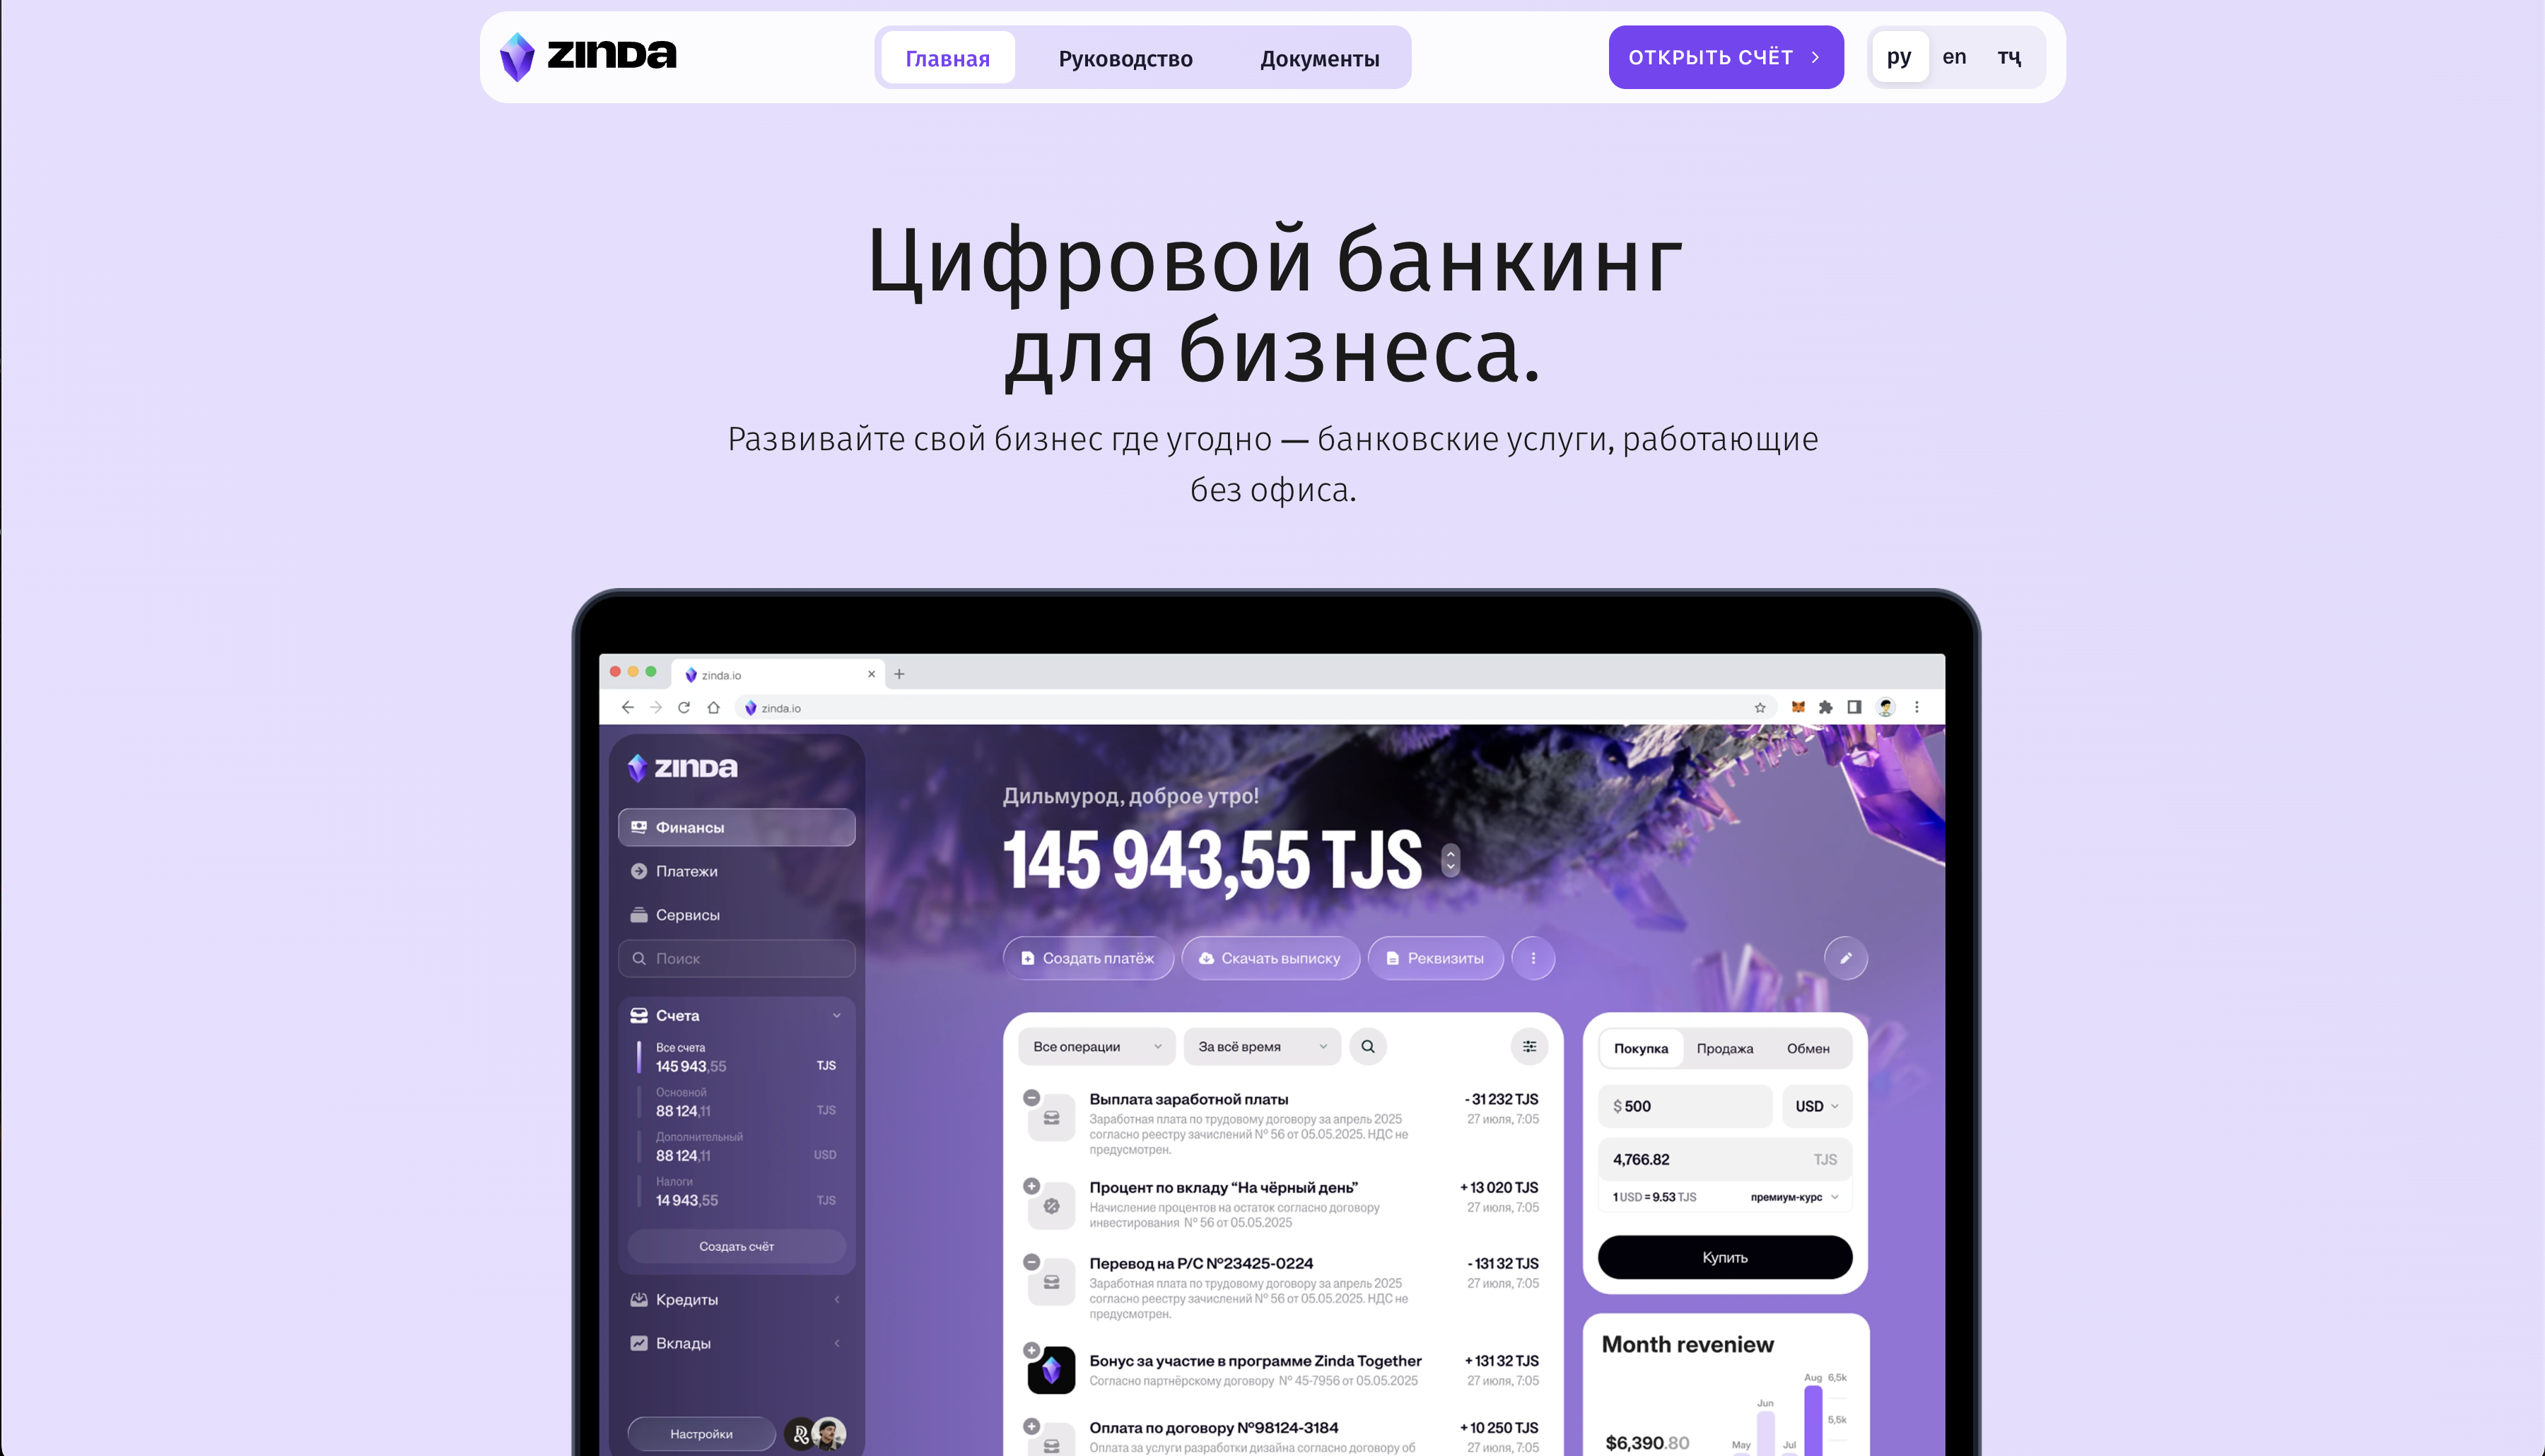 ZINDA
Главная
Руководство
Документы
ОТКРЫТЬ СЧЁТ
ру
en
тҷ
Цифровой банкинг
для бизнеса.
Развивайте свой бизнес где угодно — банковские услуги, работающие
без офиса.
zinda.io
zinda.io
ZINDA
Финансы
Платежи
Сервисы
Поиск
Счета
Все счета
145 943,55 TJS
Основной
88 124,11 TJS
Дополнительный
88 124,11 USD
Налоги
14 943,55 TJS
Создать счёт
Кредиты
Вклады
Настройки
Дильмурод, доброе утро!
145 943,55 TJS
Создать платёж
Скачать выписку
Реквизиты
Все операции
За всё время
Выплата заработной платы - 31 232 TJS
Заработная плата по трудовому договору за апрель 2025 27 июля, 7:05
согласно реестру зачислений № 56 от 05.05.2025. НДС не
предусмотрен.
Процент по вкладу “На чёрный день” + 13 020 TJS
Начисление процентов на остаток согласно договору 27 июля, 7:05
инвестирования № 56 от 05.05.2025
Перевод на Р/С №23425-0224 - 131 32 TJS
Заработная плата по трудовому договору за апрель 2025 27 июля, 7:05
согласно реестру зачислений № 56 от 05.05.2025. НДС не
предусмотрен.
Бонус за участие в программе Zinda Together + 131 32 TJS
Согласно партнёрскому договору № 45-7956 от 05.05.2025 27 июля, 7:05
Оплата по договору №98124-3184 + 10 250 TJS
Оплата за услуги разработки дизайна согласно договору об 27 июля, 7:05
Покупка
Продажа
Обмен
$ 500
USD
4,766.82 TJS
1 USD = 9.53 TJS
премиум-курс
Купить
Month reveniew
Aug 6,5k
Jun
5,5k
$6,390.80
May
Jul